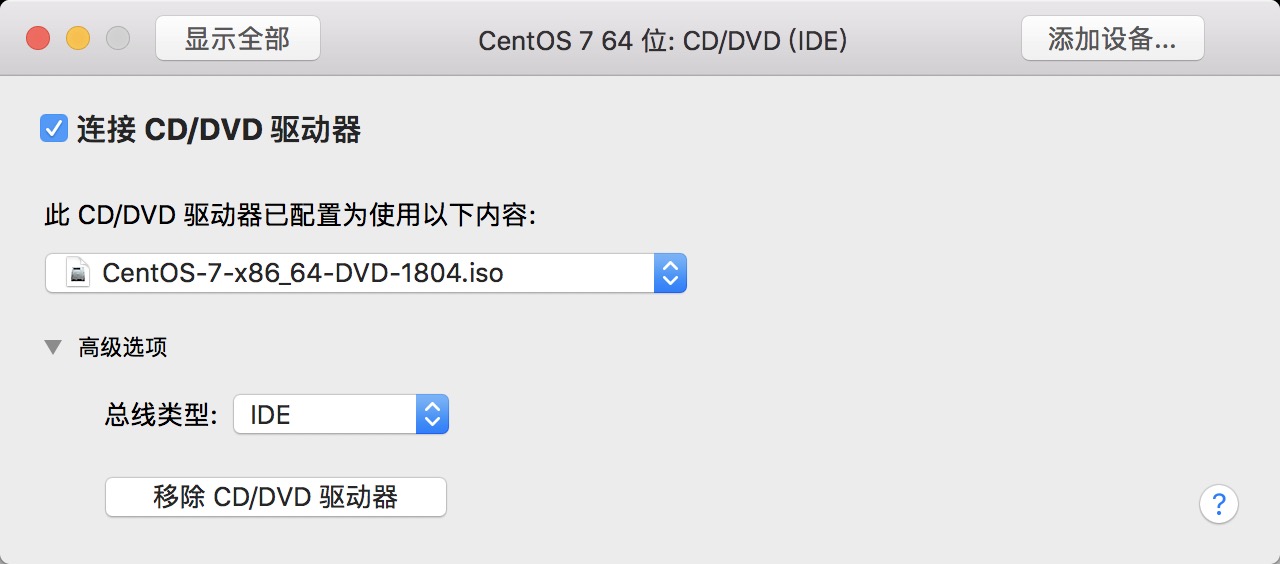 显示全部
CentOS 7 64 位: CD/DVD (IDE)
添加设备...
连接 CD/DVD 驱动器
此 CD/DVD 驱动器已配置为使用以下内容:
CentOS-7-x86_64-DVD-1804.iso
高级选项
总线类型:
IDE
移除 CD/DVD 驱动器
?